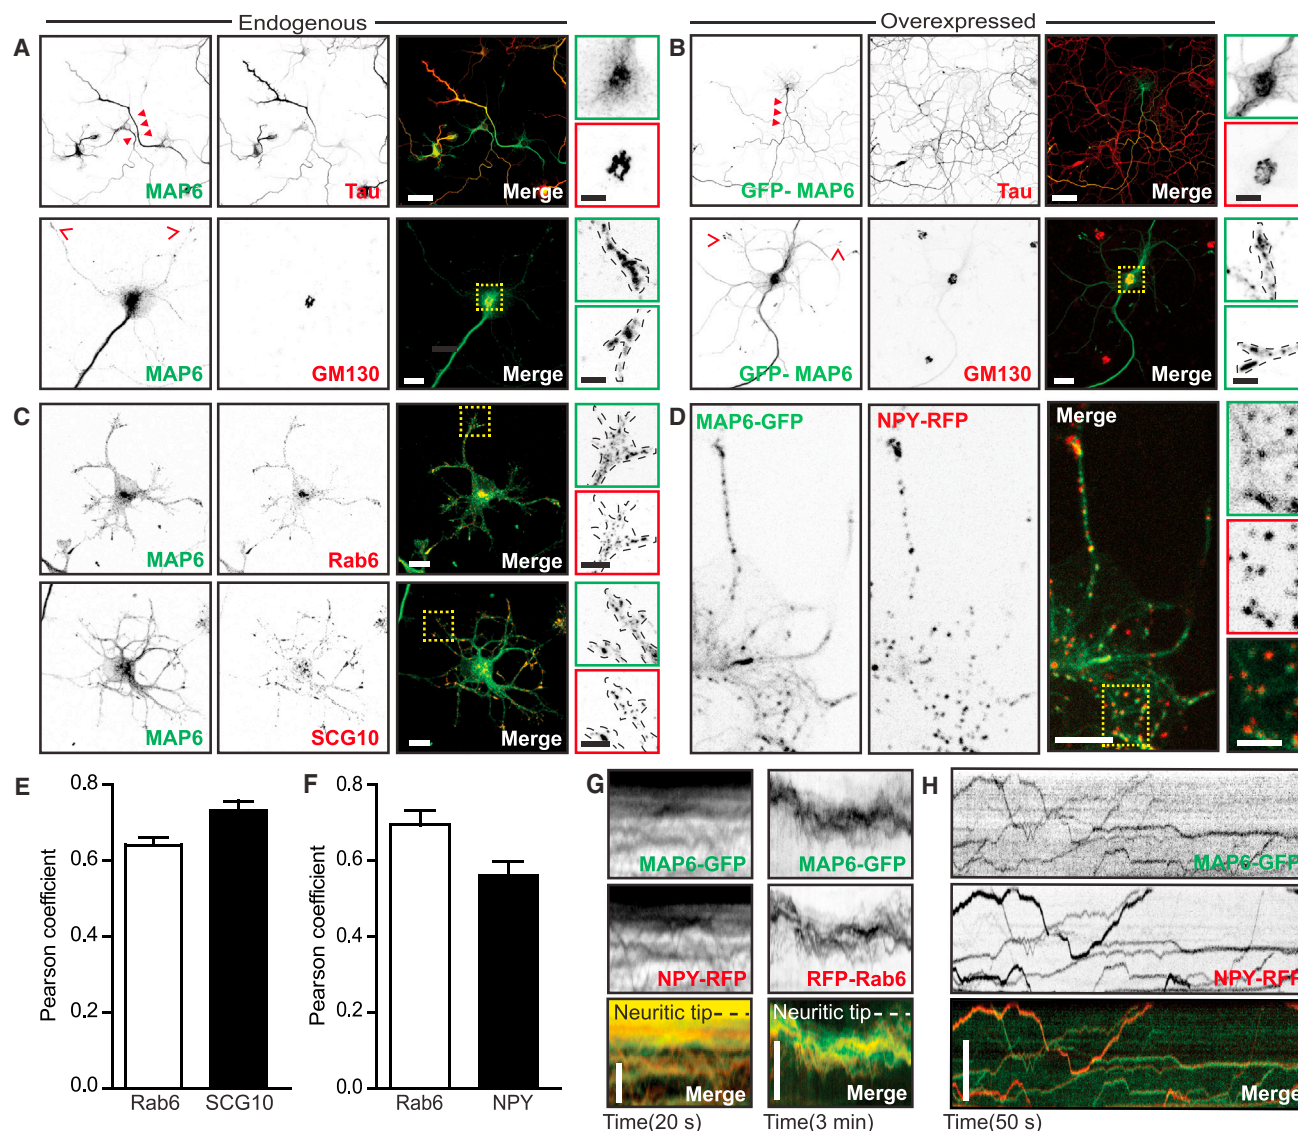 Endogenous
Overexpressed
A
MAP6
Tau
Merge
MAP6
GM130
Merge
B
GFP- MAP6
Tau
Merge
GFP- MAP6
GM130
Merge
C
MAP6
Rab6
Merge
MAP6
SCG10
Merge
D
MAP6-GFP
NPY-RFP
Merge
E
Pearson coefficient
0.8
0.6
0.4
0.2
0.0
Rab6
SCG10
F
Pearson coefficient
0.8
0.6
0.4
0.2
0.0
Rab6
NPY
G
MAP6-GFP
NPY-RFP
Neuritic tip
Merge
Time(20 s)
MAP6-GFP
RFP-Rab6
Neuritic tip
Merge
Time(3 min)
H
MAP6-GFP
NPY-RFP
Merge
Time(50 s)